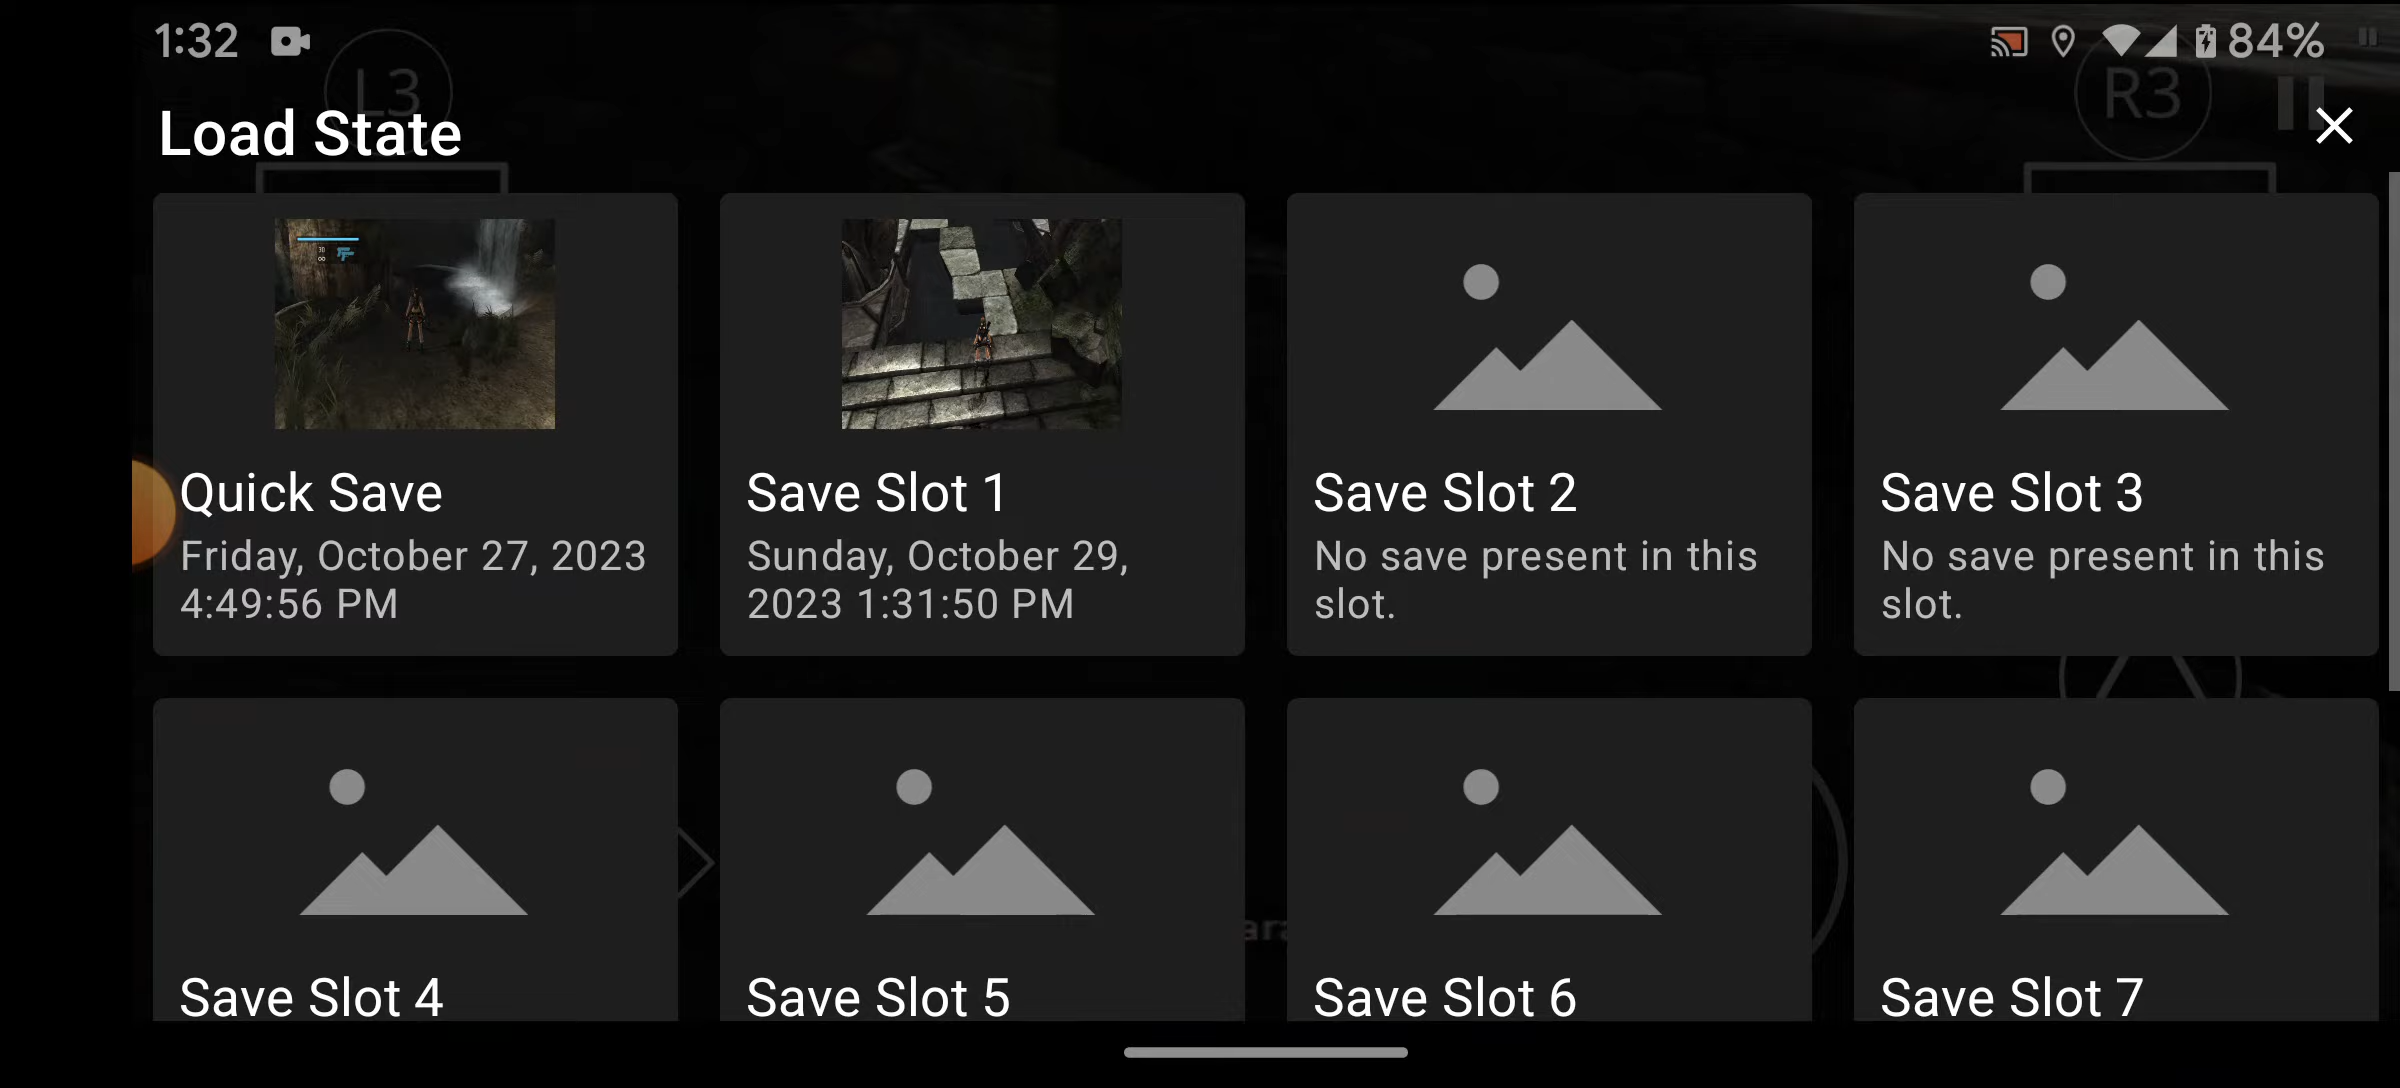 1:32
84%
L3
R3
Load State
Quick Save
Friday, October 27, 2023
4:49:56 PM
Save Slot 1
Sunday, October 29,
2023 1:31:50 PM
Save Slot 2
No save present in this
slot.
Save Slot 3
No save present in this
slot.
Save Slot 4
Save Slot 5
Save Slot 6
Save Slot 7